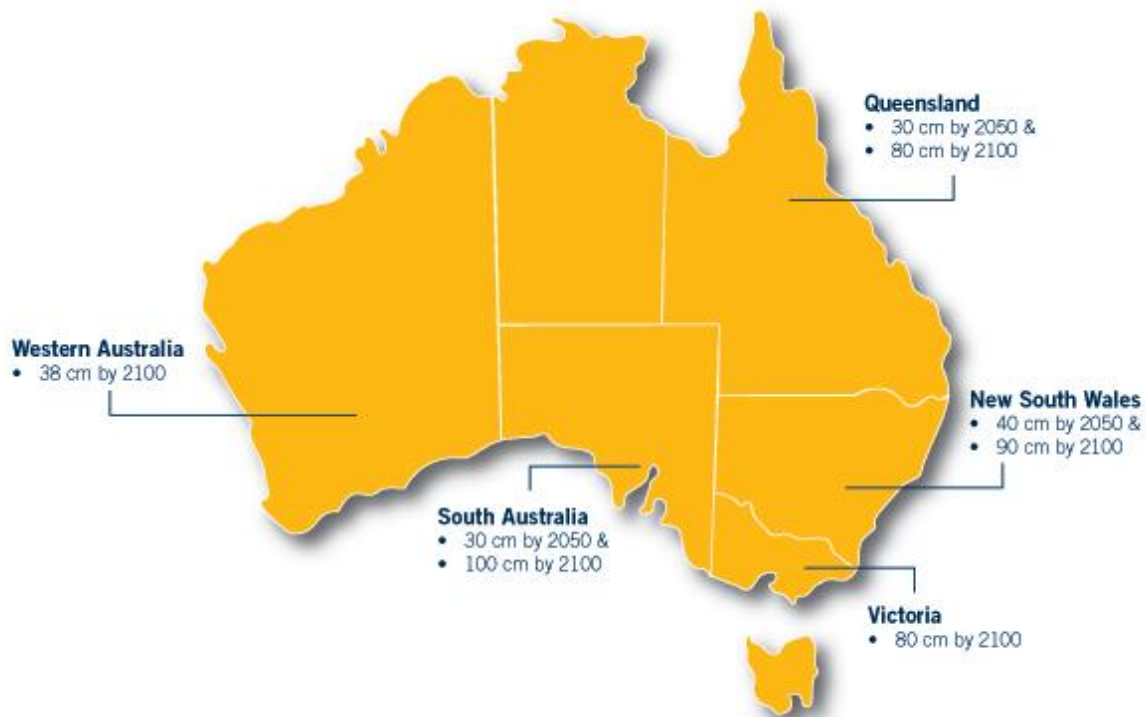 Queensland
• 30 cm by 2050 &
• 80 cm by 2100
Western Australia
• 38 cm by 2100
New South Wales
• 40 cm by 2050 &
• 90 cm by 2100
South Australia
• 30 cm by 2050 &
• 100 cm by 2100
Victoria
• 80 cm by 2100